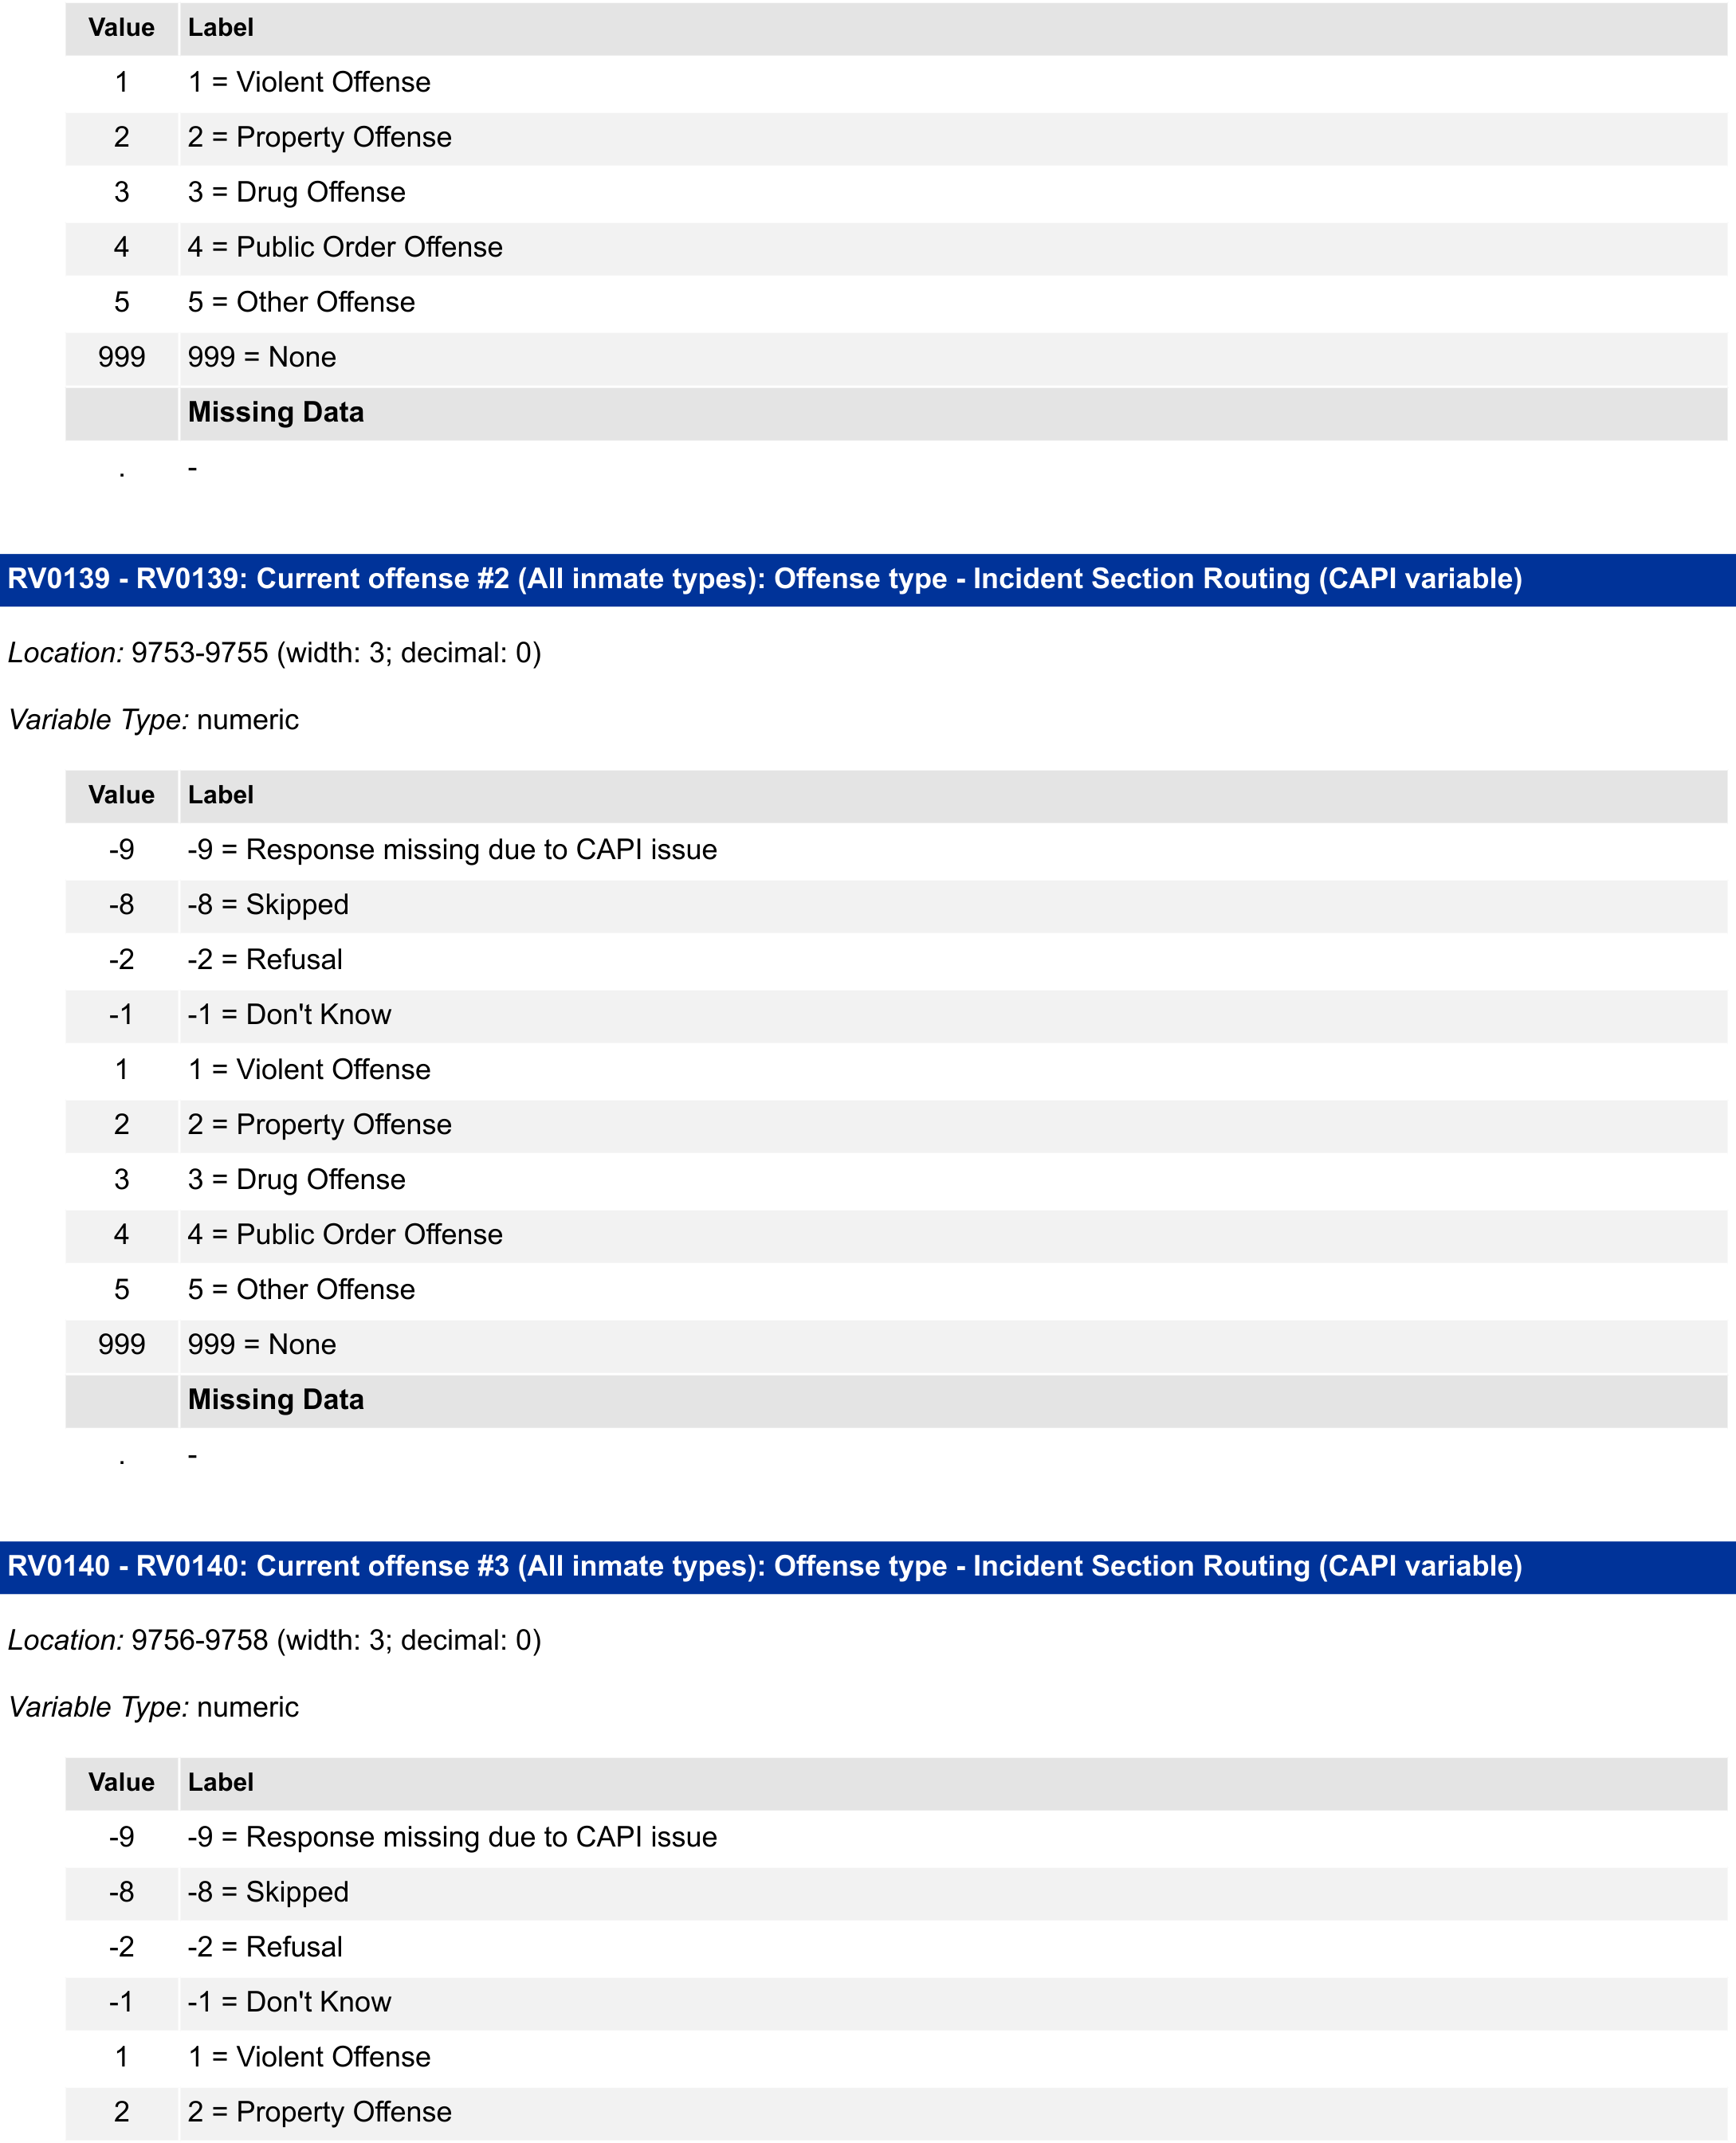 Value Label
1 1 = Violent Offense
2 2 = Property Offense
3 3 = Drug Offense
4 4 = Public Order Offense
5 5 = Other Offense
999 999 = None
Missing Data
. -
RV0139 - RV0139: Current offense #2 (All inmate types): Offense type - Incident Section Routing (CAPI variable)
Location: 9753-9755 (width: 3; decimal: 0)
Variable Type: numeric
Value Label
-9 -9 = Response missing due to CAPI issue
-8 -8 = Skipped
-2 -2 = Refusal
-1 -1 = Don't Know
1 1 = Violent Offense
2 2 = Property Offense
3 3 = Drug Offense
4 4 = Public Order Offense
5 5 = Other Offense
999 999 = None
Missing Data
. -
RV0140 - RV0140: Current offense #3 (All inmate types): Offense type - Incident Section Routing (CAPI variable)
Location: 9756-9758 (width: 3; decimal: 0)
Variable Type: numeric
Value Label
-9 -9 = Response missing due to CAPI issue
-8 -8 = Skipped
-2 -2 = Refusal
-1 -1 = Don't Know
1 1 = Violent Offense
2 2 = Property Offense